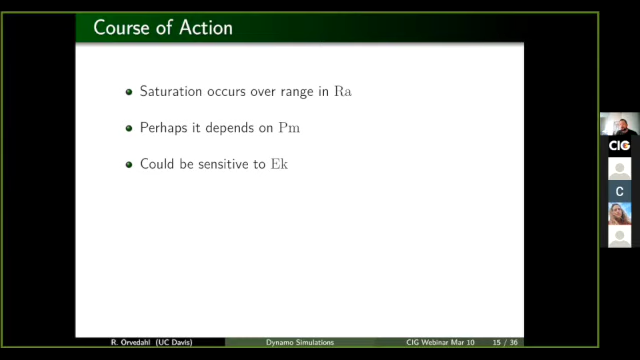 Course of Action
Saturation occurs over range in Ra
Perhaps it depends on Pm
Could be sensitive to Ek
R. Orvedahl (UC Davis) Dynamo Simulations CIG Webinar Mar 10 15 / 36
CIG
C